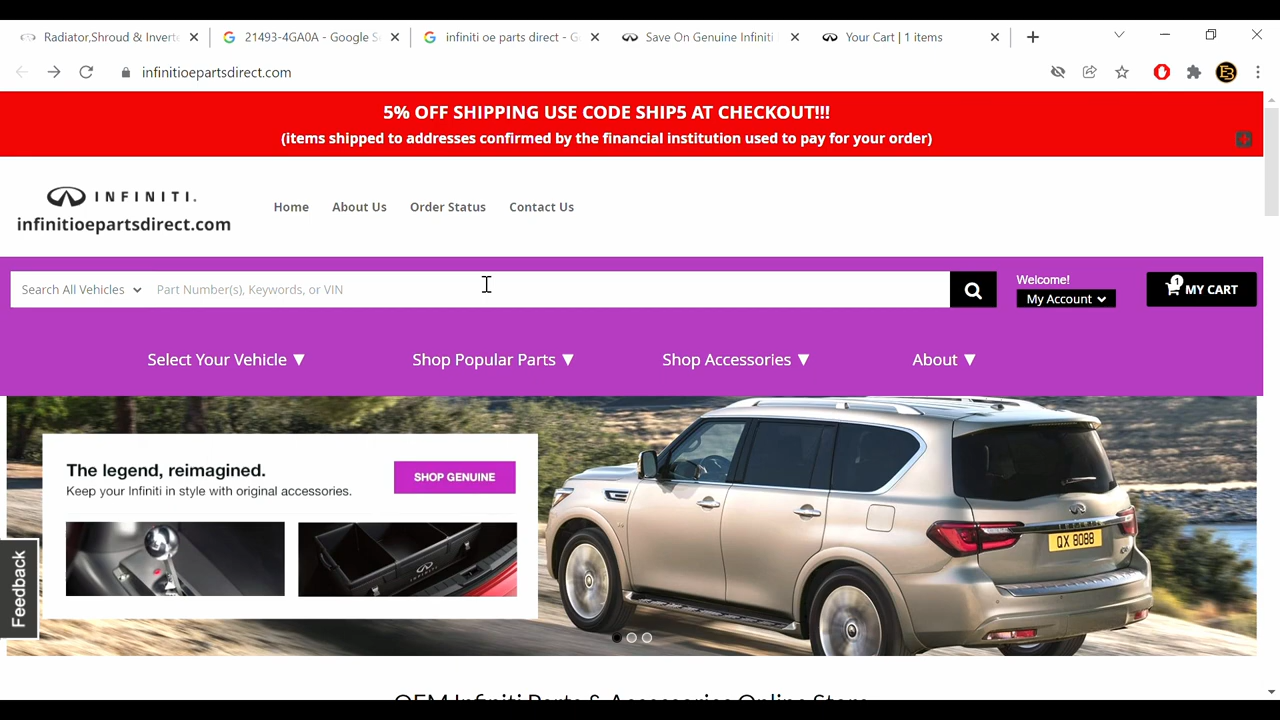 Radiator,Shroud & Inverte
21493-4GA0A - Google S
infiniti oe parts direct - G
Save On Genuine Infiniti
Your Cart | 1 items
infinitioepartsdirect.com
5% OFF SHIPPING USE CODE SHIP5 AT CHECKOUT!!!
(items shipped to addresses confirmed by the financial institution used to pay for your order)
INFINITI.
infinitioepartsdirect.com
Home
About Us
Order Status
Contact Us
Search All Vehicles
Part Number(s), Keywords, or VIN
Welcome!
My Account
1
MY CART
Select Your Vehicle ▼
Shop Popular Parts ▼
Shop Accessories ▼
About ▼
The legend, reimagined.
Keep your Infiniti in style with original accessories.
SHOP GENUINE
INFINITI
QX 8088
Feedback
OEM Infiniti Parts & Accessories Online Store